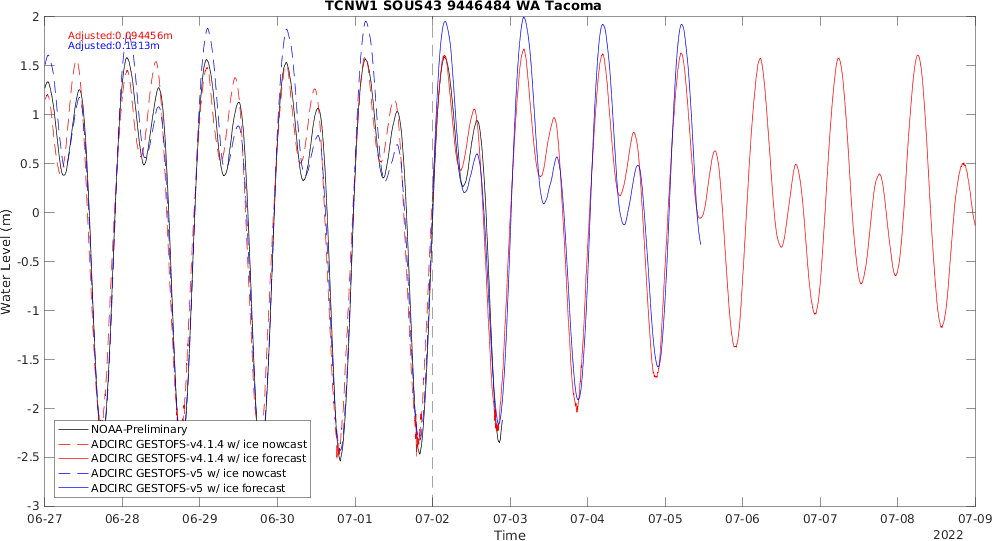 TCNW1 SOUS43 9446484 WA Tacoma
Adjusted:0.094456m
Adjusted:0.1313m
2
1.5
1
0.5
0
-0.5
-1
-1.5
-2
-2.5
-3
Water Level (m)
NOAA-Preliminary
ADCIRC GESTOFS-v4.1.4 w/ ice nowcast
ADCIRC GESTOFS-v4.1.4 w/ ice forecast
ADCIRC GESTOFS-v5 w/ ice nowcast
ADCIRC GESTOFS-v5 w/ ice forecast
06-27 06-28 06-29 06-30 07-01 07-02 07-03 07-04 07-05 07-06 07-07 07-08 07-09
Time
2022